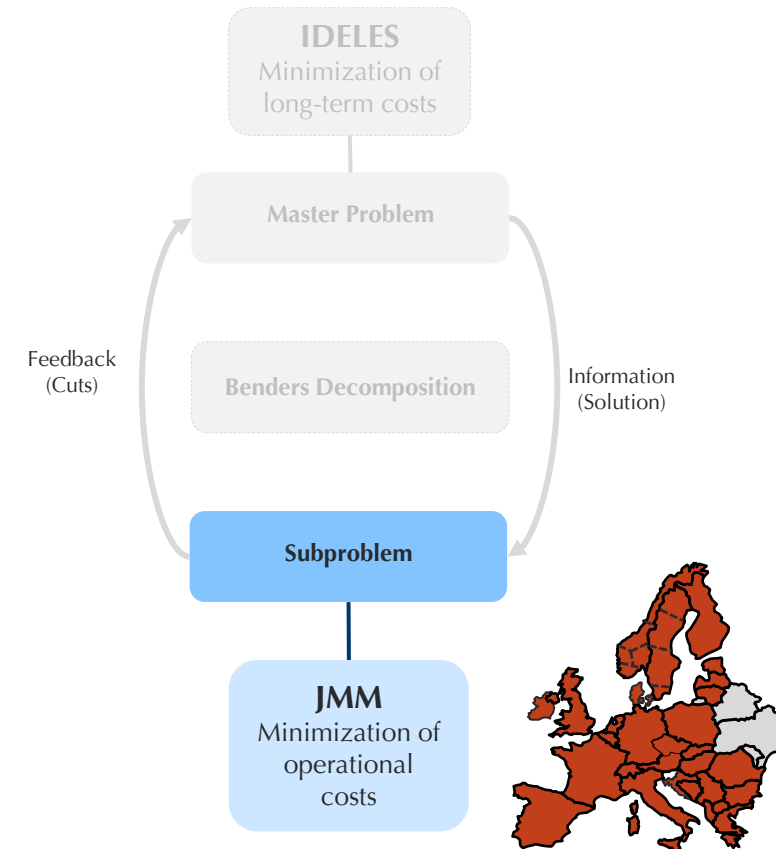 IDELES
Minimization of
long-term costs
Master Problem
Feedback
(Cuts)
Benders Decomposition
Information
(Solution)
Subproblem
JMM
Minimization of
operational
costs